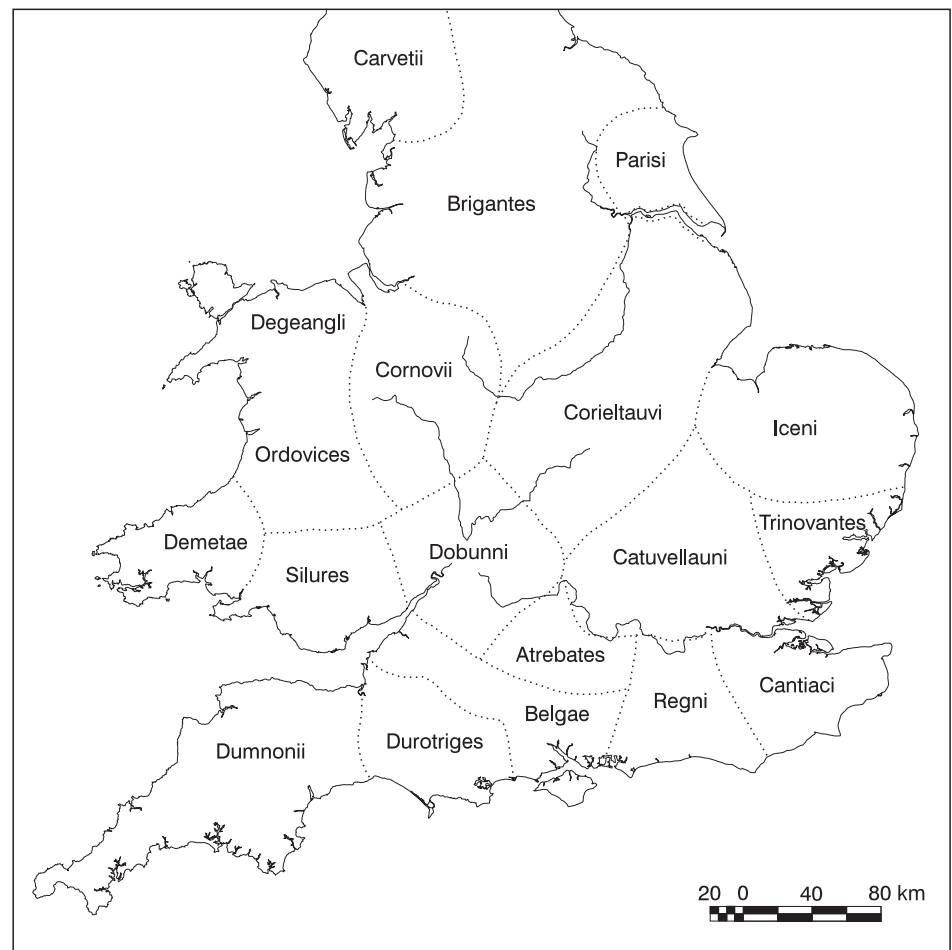 Carvetii
Parisi
Brigantes
Degeangli
Cornovii
Corieltauvi
Iceni
Ordovices
Trinovantes
Demetae
Dobunni
Catuvellauni
Silures
Atrebates
Cantiaci
Regni
Belgae
Durotriges
Dumnonii
20 0 40 80 km